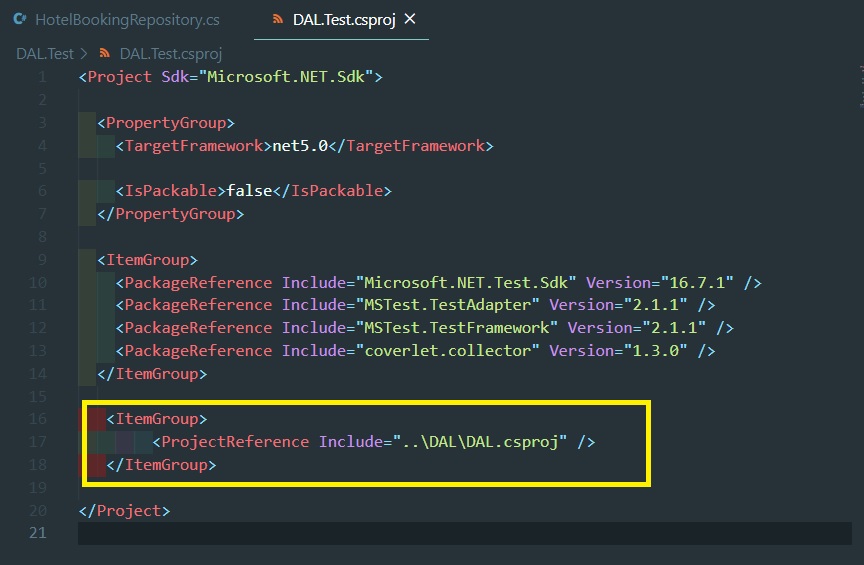 HotelBookingRepository.cs DAL.Test.csproj ×
DAL.Test > DAL.Test.csproj
1 <Project Sdk="Microsoft.NET.Sdk">
2
3 <PropertyGroup>
4 <TargetFramework>net5.0</TargetFramework>
5
6 <IsPackable>false</IsPackable>
7 </PropertyGroup>
8
9 <ItemGroup>
10 <PackageReference Include="Microsoft.NET.Test.Sdk" Version="16.7.1" />
11 <PackageReference Include="MSTest.TestAdapter" Version="2.1.1" />
12 <PackageReference Include="MSTest.TestFramework" Version="2.1.1" />
13 <PackageReference Include="coverlet.collector" Version="1.3.0" />
14 </ItemGroup>
15
16 <ItemGroup>
17 <ProjectReference Include="..\DAL\DAL.csproj" />
18 </ItemGroup>
19
20 </Project>
21